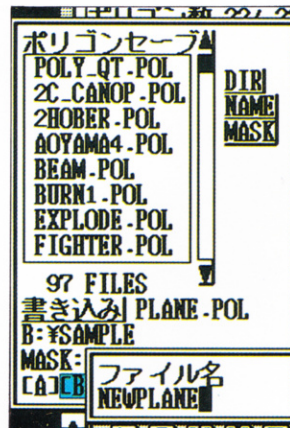 ポリゴンセーブ
POLY_QT.POL
2C_CANOP.POL
2HOBER.POL
AOYAMA4.POL
BEAM.POL
BURN1.POL
EXPLODE.POL
FIGHTER.POL
DIR
NAME
MASK
97 FILES
書き込み PLANE.POL
B:¥SAMPLE
MASK:
[A][B
ファイル名
NEWPLANE